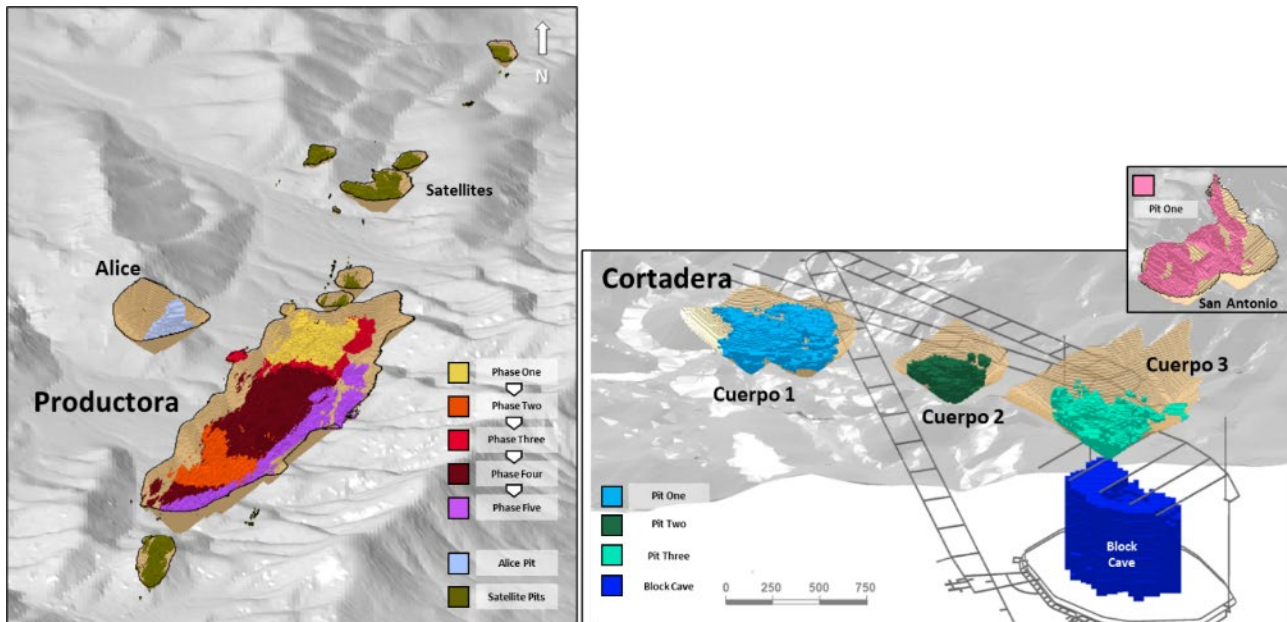 N
Satellites
Alice
Productora
Phase One
Phase Two
Phase Three
Phase Four
Phase Five
Alice Pit
Satellite Pits
Pit One
San Antonio
Cortadera
Cuerpo 1
Cuerpo 2
Cuerpo 3
Pit One
Pit Two
Pit Three
Block Cave
Block
Cave
0 250 500 750